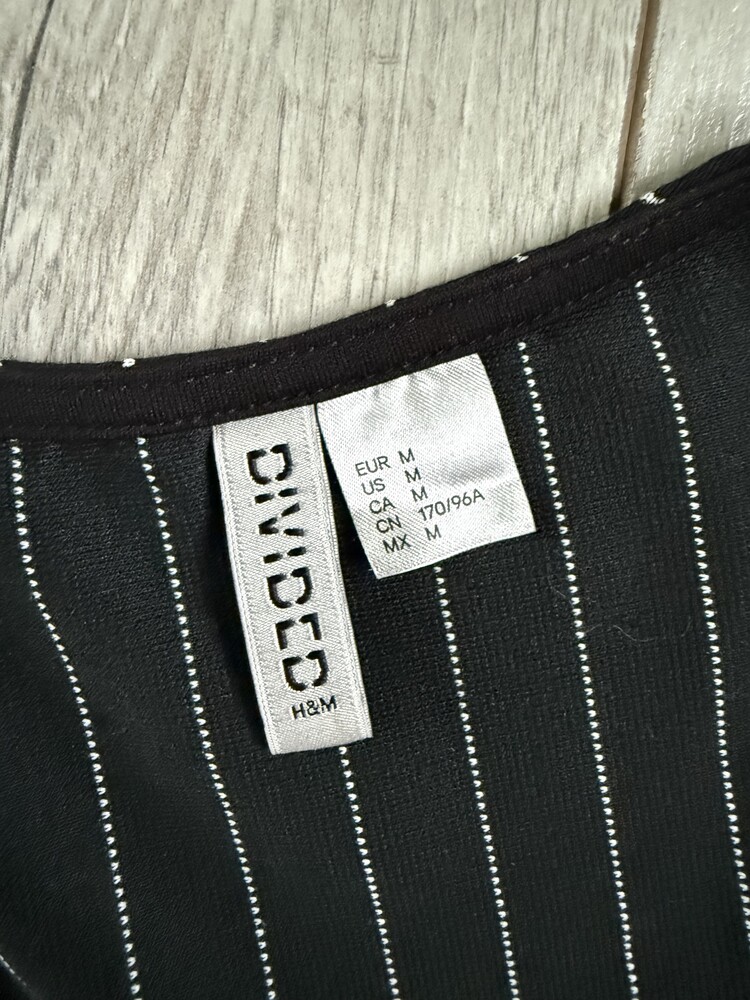 DIVIDED
H&M
EUR M
US M
CA M
CN 170/96A
MX M